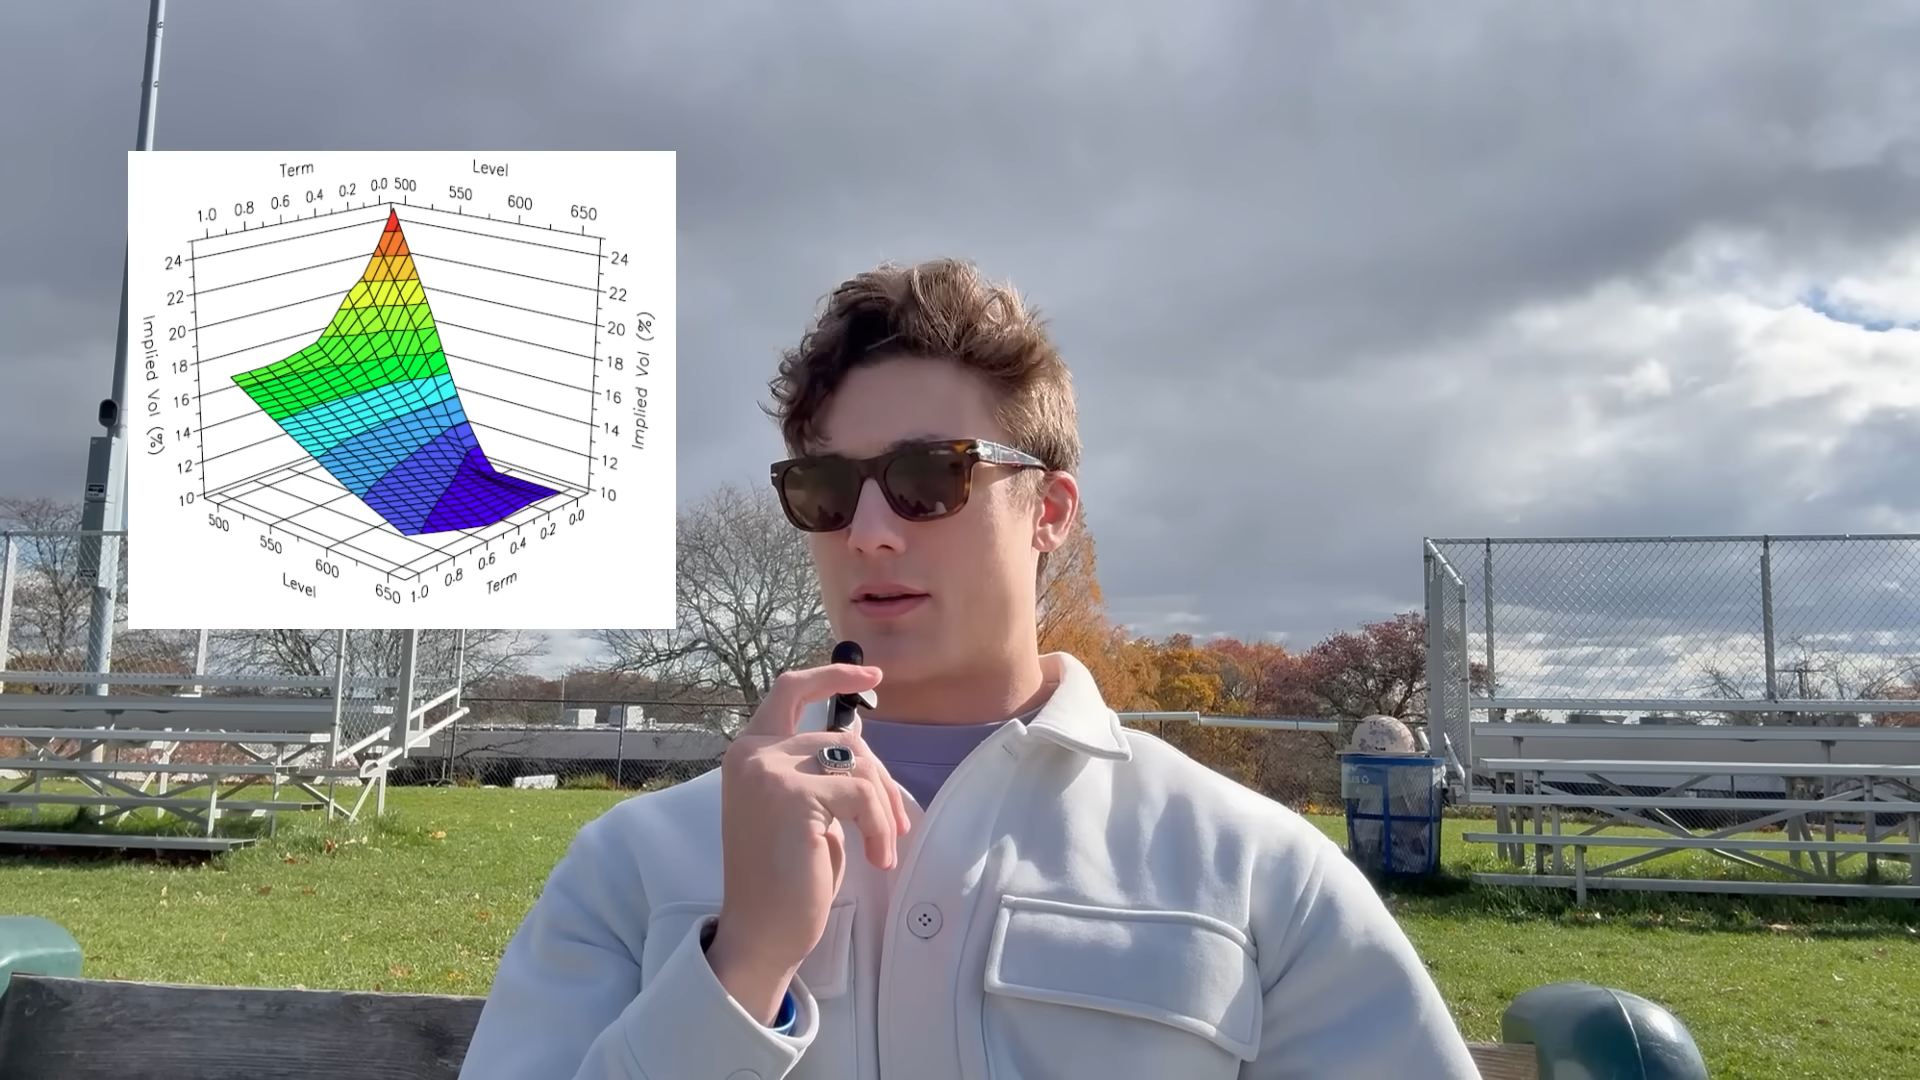 Term Level
1.0 0.8 0.6 0.4 0.2 0.0 500 550 600 650
24 24
22 22
20 20
18 18
16 16
14 14
12 12
10 10
Implied Vol (%)
Implied Vol (%)
500 550 600 650
1.0 0.8 0.6 0.4 0.2 0.0
Level Term